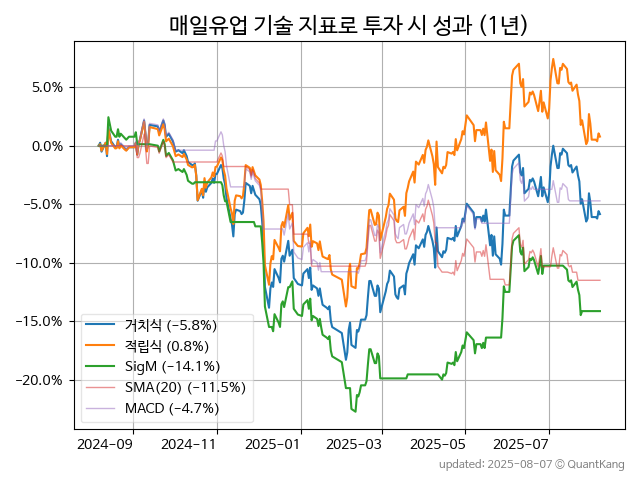 매일유업 기술 지표로 투자 시 성과 (1년)
5.0%
0.0%
−5.0%
−10.0%
−15.0%
−20.0%
거치식 (−5.8%)
적립식 (0.8%)
SigM (−14.1%)
SMA(20) (−11.5%)
MACD (−4.7%)
2024-09 2024-11 2025-01 2025-03 2025-05 2025-07
updated: 2025-08-07 © QuantKang